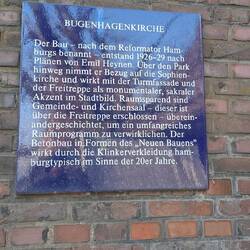 BUGENHAGENKIRCHE
Der Bau – nach dem Reformator Ham-
burgs benannt – entstand 1926-29 nach
Plänen von Emil Heynen. Über den Park
hinweg nimmt er Bezug auf die Sophien-
kirche und wirkt mit der Turmfassade und
der Freitreppe als monumentaler, sakraler
Akzent im Stadtbild. Raumsparend sind
Gemeinde- und Kirchensaal – dieser ist
über die Freitreppe erschlossen – überein-
andergeschichtet, um ein umfangreiches
Raumprogramm zu verwirklichen. Der
Betonbau in Formen des „Neuen Bauens"
wirkt durch die Klinkerverkleidung ham-
burgtypisch im Sinne der 20er Jahre.